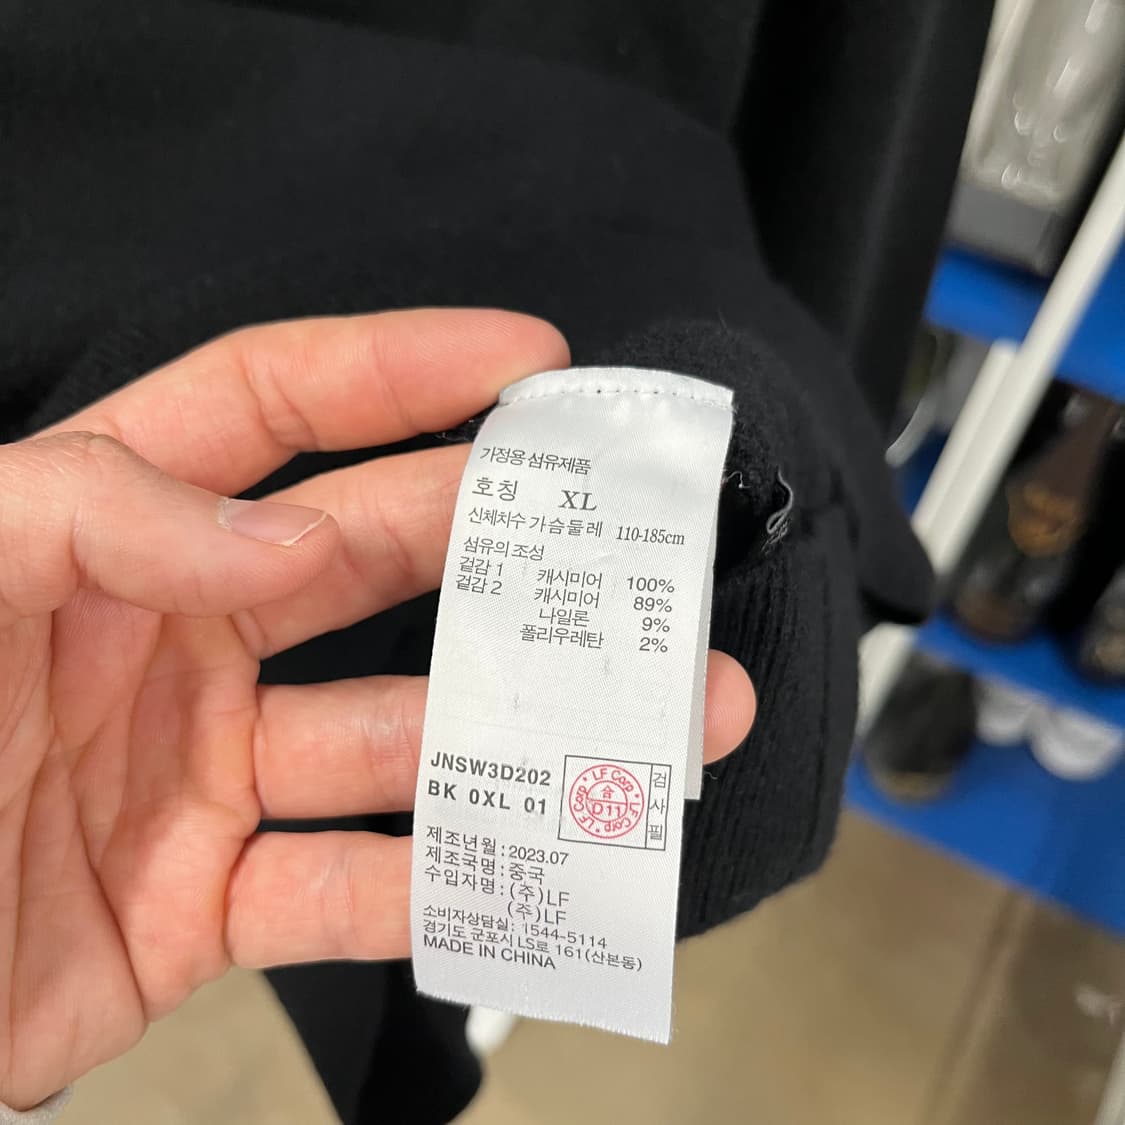 가정용 섬유제품
호칭 XL
신체치수 가슴둘레 110-185cm
섬유의 조성
겉감 1 캐시미어 100%
겉감 2 캐시미어 89%
나일론 9%
폴리우레탄 2%
JNSW3D202
BK 0XL 01
LF Corp · LF Corp · LF Corp
合
D11
검사필
제조년월 : 2023.07
제조국명 : 중국
수입자명 : (주)LF
(주)LF
소비자상담실 : 1544-5114
경기도 군포시 LS로 161(산본동)
MADE IN CHINA